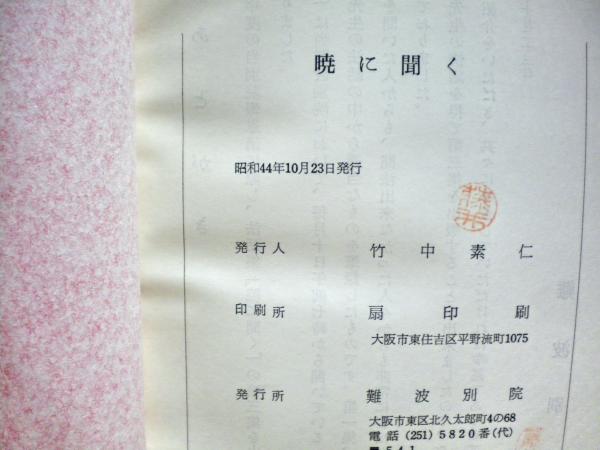 暁に聞く
昭和44年10月23日発行
発行人 竹中素仁
印刷所 扇印刷
大阪市東住吉区平野流町1075
発行所 難波別院
大阪市東区北久太郎町4の68
電話(251)5820番(代)
■541